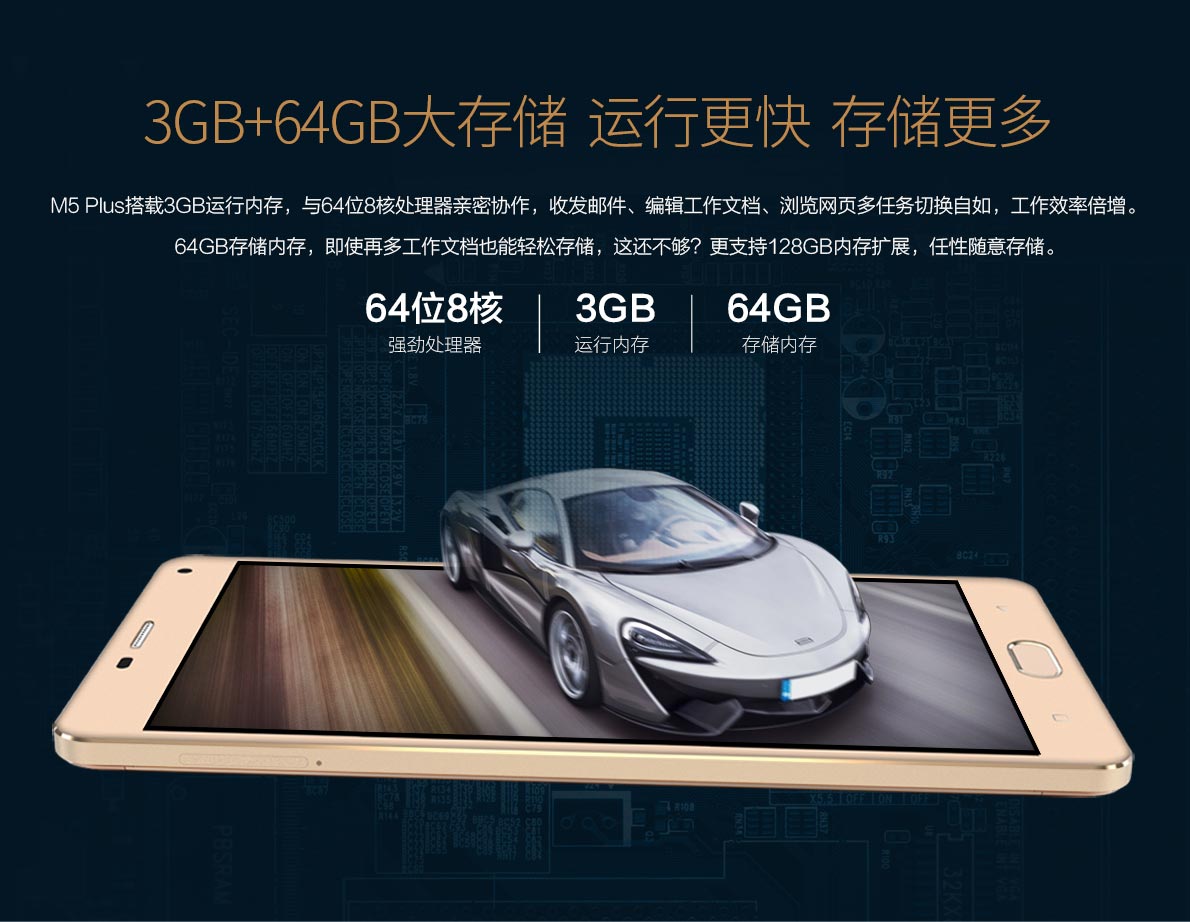 3GB+64GB大存储 运行更快 存储更多
M5 Plus搭载3GB运行内存，与64位8核处理器亲密协作，收发邮件、编辑工作文档、浏览网页多任务切换自如，工作效率倍增。
64GB存储内存，即使再多工作文档也能轻松存储，这还不够？更支持128GB内存扩展，任性随意存储。
64位8核 3GB 64GB
强劲处理器 运行内存 存储内存